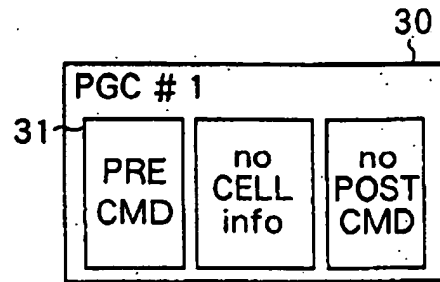 30
PGC # 1
31
PRE
CMD
no
CELL
info
no
POST
CMD